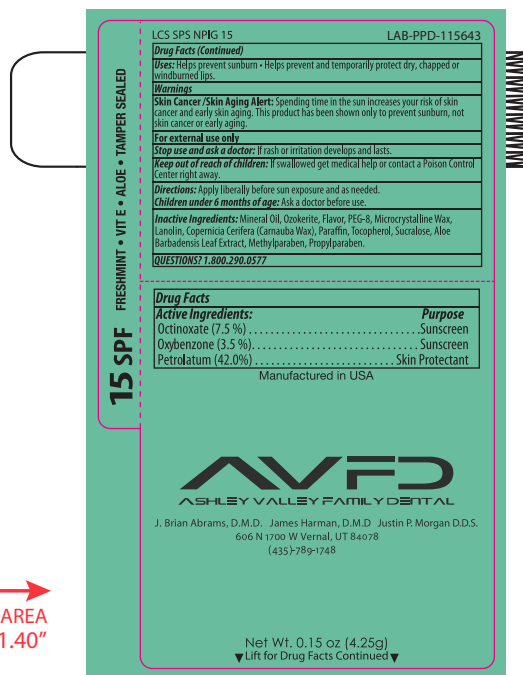 LCS SPS NPIG 15 LAB-PPD-115643
Drug Facts (Continued)
Uses: Helps prevent sunburn • Helps prevent and temporarily protect dry, chapped or
windburned lips.
Warnings
Skin Cancer /Skin Aging Alert: Spending time in the sun increases your risk of skin
cancer and early skin aging. This product has been shown only to prevent sunburn, not
skin cancer or early aging.
For external use only
Stop use and ask a doctor: If rash or irritation develops and lasts.
Keep out of reach of children: If swallowed get medical help or contact a Poison Control
Center right away.
Directions: Apply liberally before sun exposure and as needed.
Children under 6 months of age: Ask a doctor before use.
Inactive Ingredients: Mineral Oil, Ozokerite, Flavor, PEG-8, Microcrystalline Wax,
Lanolin, Copernicia Cerifera (Carnauba Wax), Paraffin, Tocopherol, Sucralose, Aloe
Barbadensis Leaf Extract, Methylparaben, Propylparaben.
QUESTIONS? 1.800.290.0577
15 SPF FRESHMINT • VIT E • ALOE • TAMPER SEALED
Drug Facts
Active Ingredients: Purpose
Octinoxate (7.5 %) . . . . . . . . . . . . . . . . . . . . . . . . . . . . Sunscreen
Oxybenzone (3.5 %). . . . . . . . . . . . . . . . . . . . . . . . . . . . Sunscreen
Petrolatum (42.0%) . . . . . . . . . . . . . . . . . . . . . . . Skin Protectant
Manufactured in USA
AVFD
ASHLEY VALLEY FAMILY DENTAL
J. Brian Abrams, D.M.D. James Harman, D.M.D Justin P. Morgan D.D.S.
606 N 1700 W Vernal, UT 84078
(435)-789-1748
AREA
1.40”
Net Wt. 0.15 oz (4.25g)
▼Lift for Drug Facts Continued▼